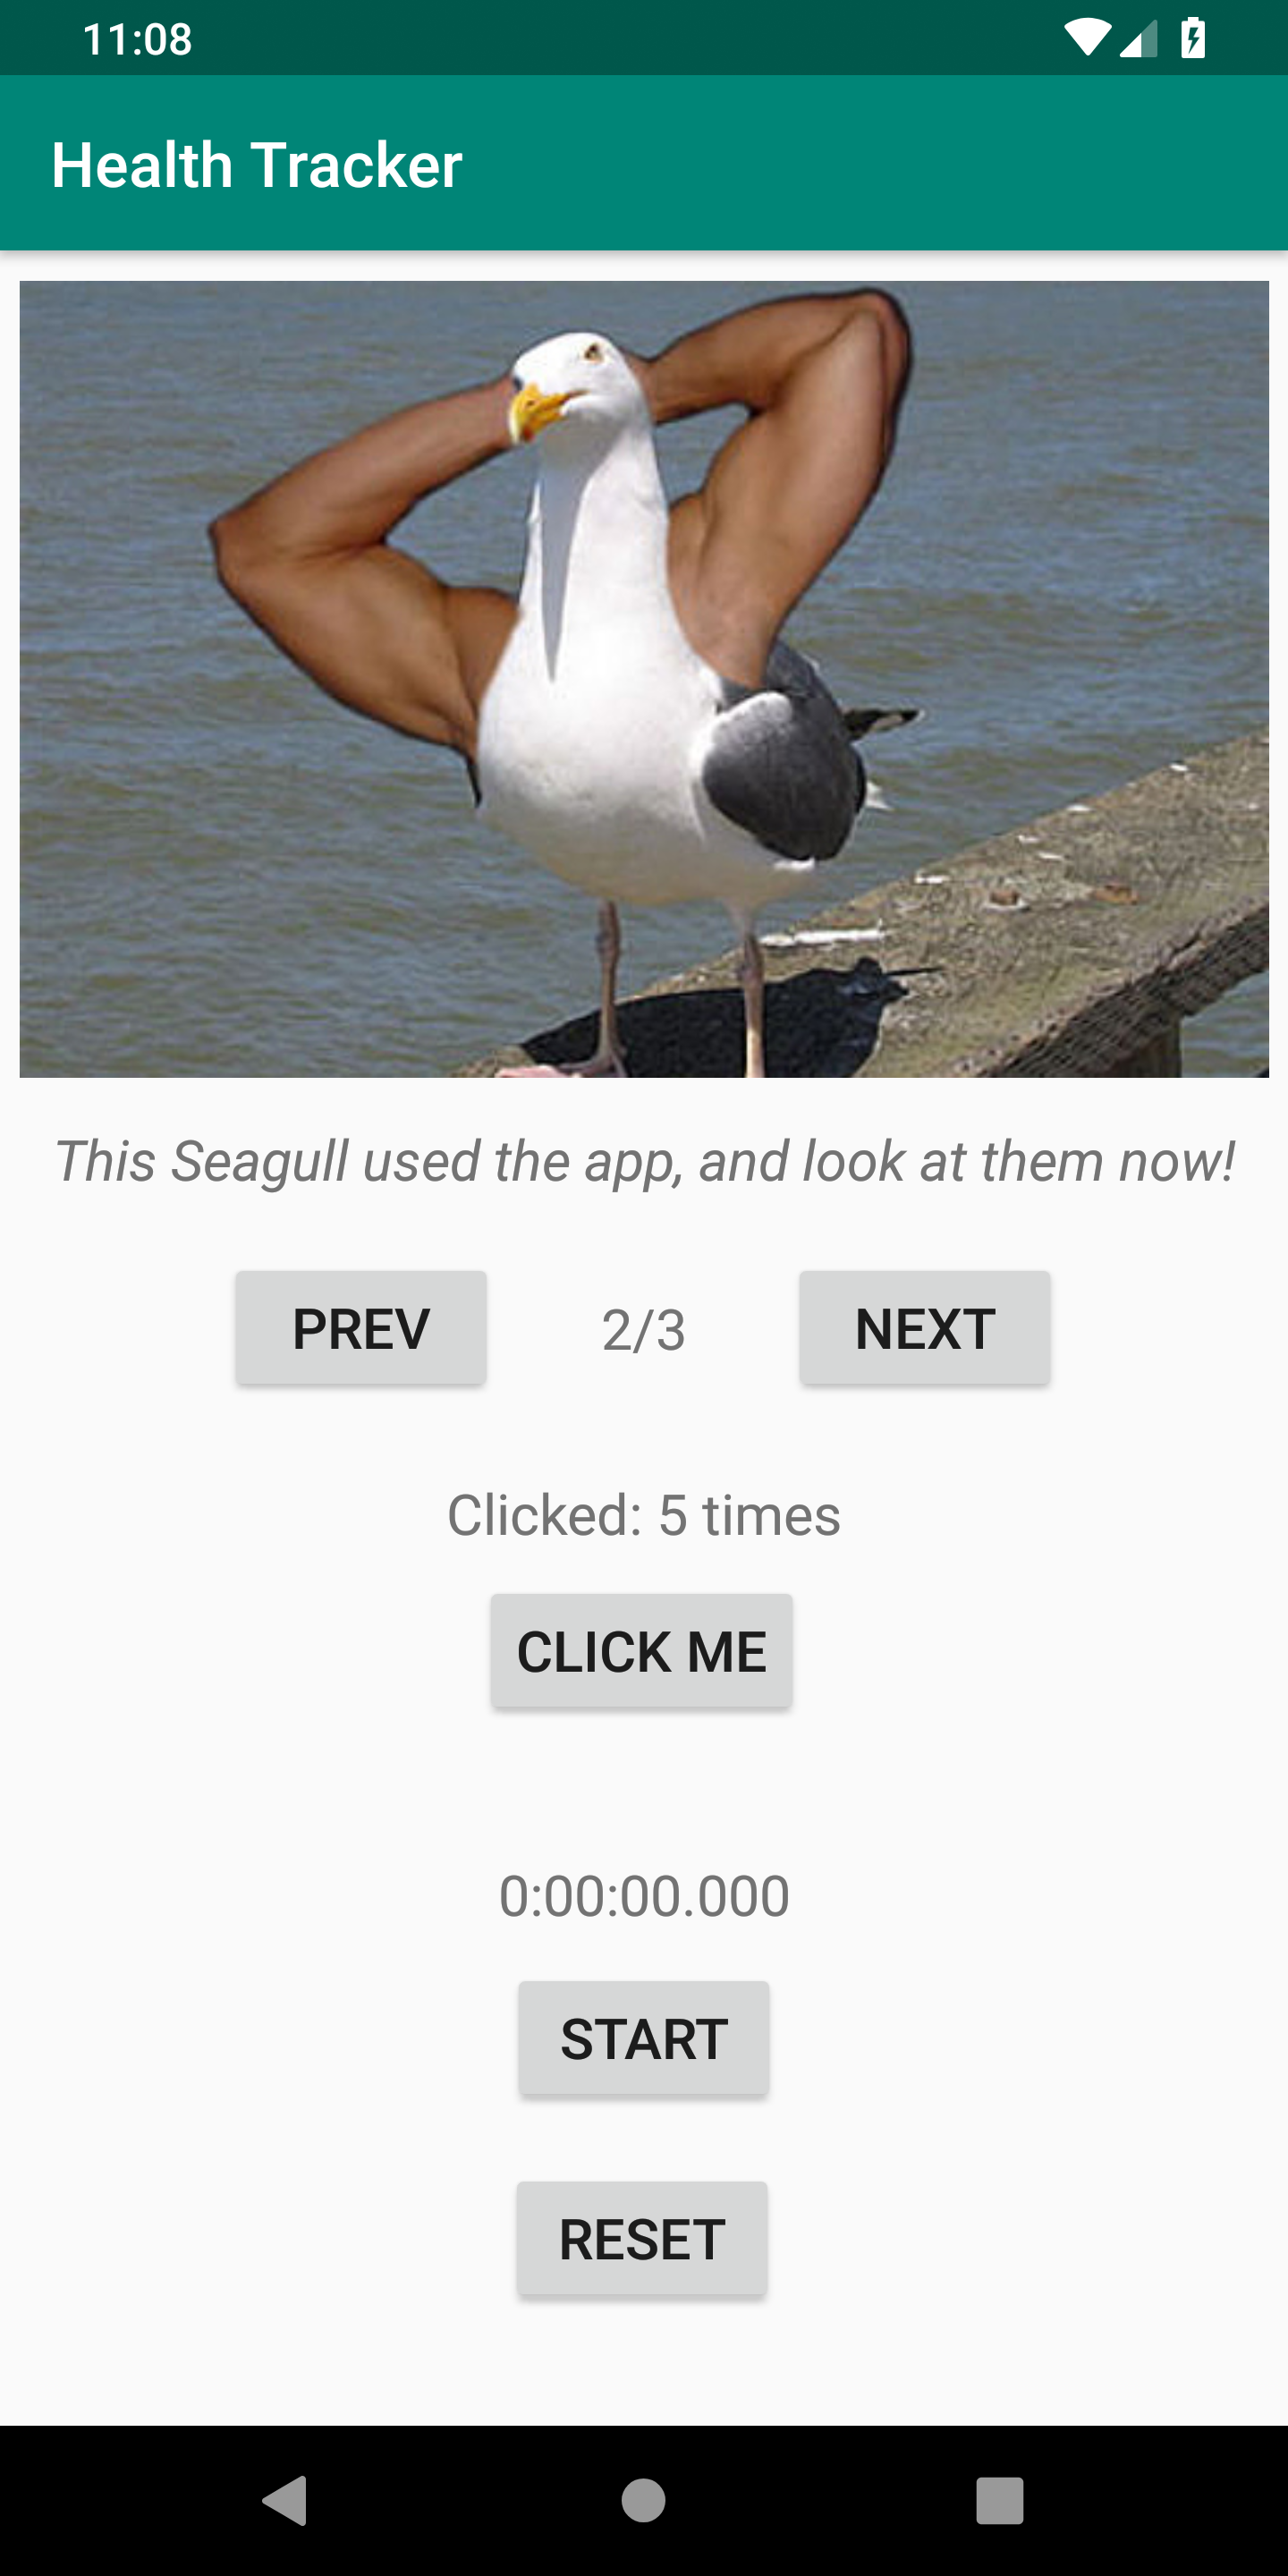 11:08
Health Tracker
This Seagull used the app, and look at them now!
PREV 2/3 NEXT
Clicked: 5 times
CLICK ME
0:00:00.000
START
RESET